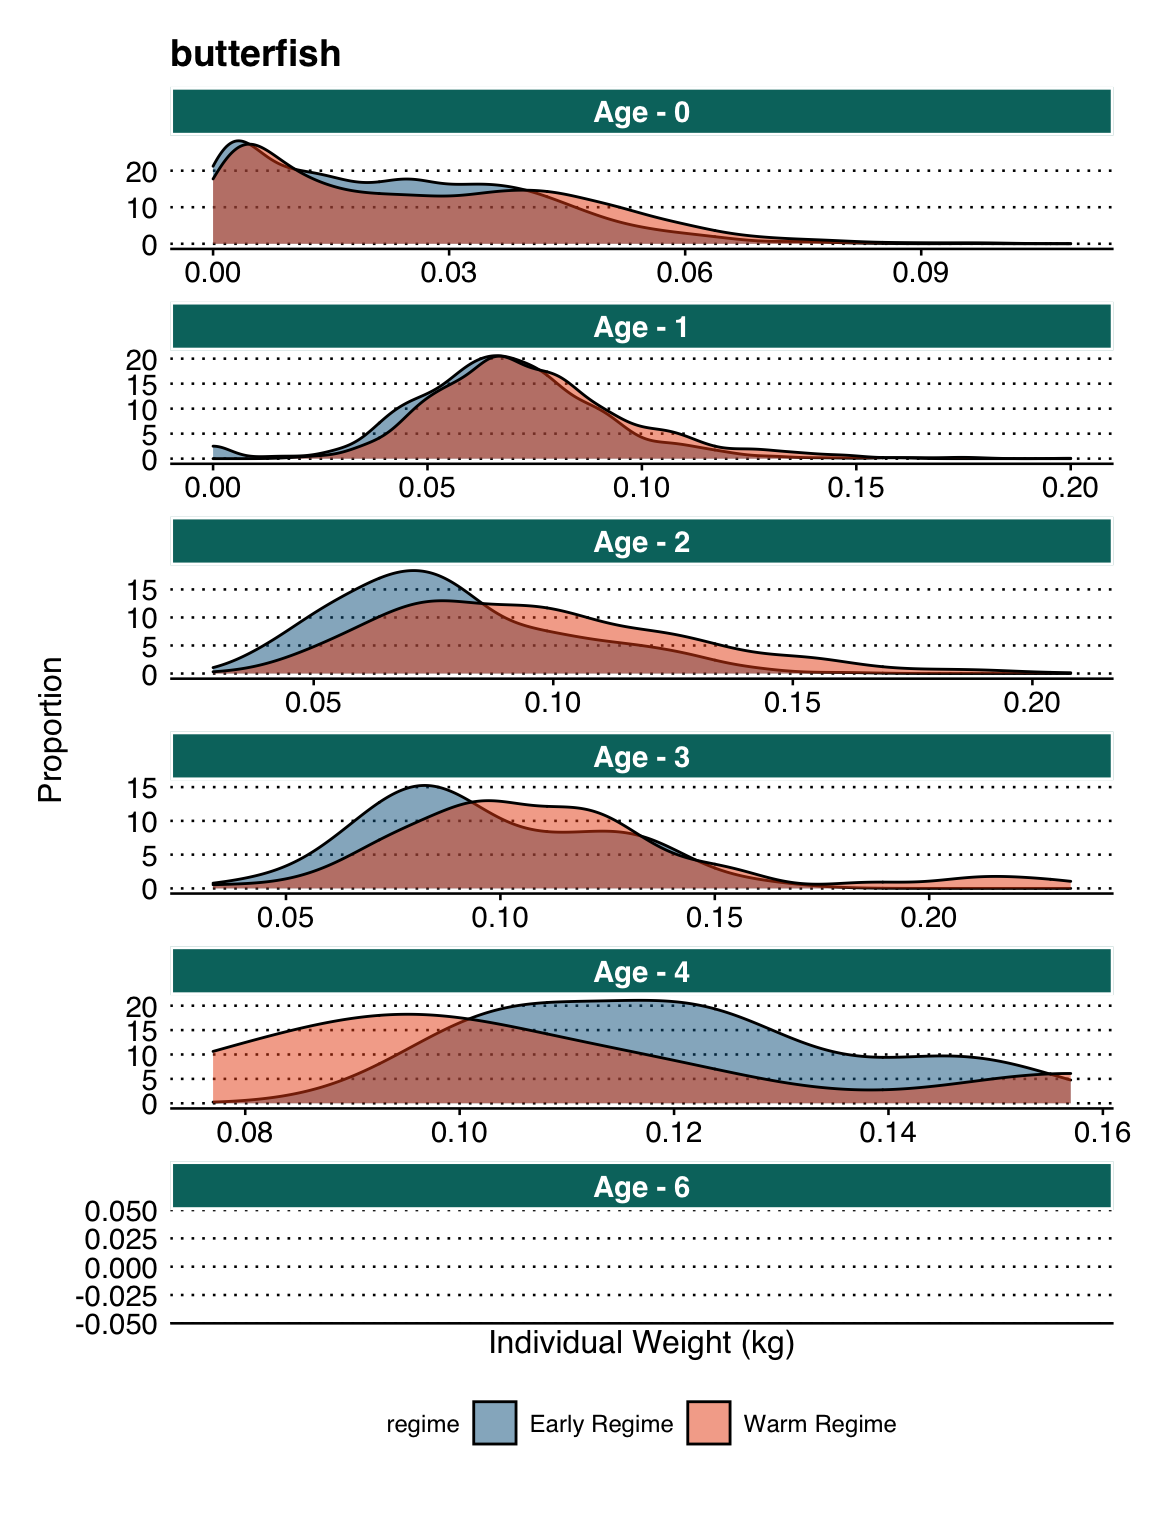 butterfish
Age - 0
20
10
0
0.00 0.03 0.06 0.09
Age - 1
20
15
10
5
0
0.00 0.05 0.10 0.15 0.20
Age - 2
15
10
5
0
0.05 0.10 0.15 0.20
Proportion
Age - 3
15
10
5
0
0.05 0.10 0.15 0.20
Age - 4
20
15
10
5
0
0.08 0.10 0.12 0.14 0.16
Age - 6
0.050
0.025
0.000
-0.025
-0.050
Individual Weight (kg)
regime Early Regime Warm Regime